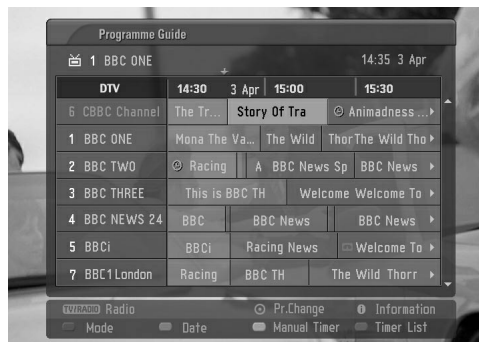 Programme Guide
1 BBC ONE 14:35 3 Apr
DTV 14:30 3 Apr 15:00 15:30
6 CBBC Channel The Tr... Story Of Tra Animadness ...
1 BBC ONE Mona The Va... The Wild Thor The Wild Tho
2 BBC TWO Racing A BBC News Sp BBC News
3 BBC THREE This is BBC TH Welcome Welcome To
4 BBC NEWS 24 BBC BBC News BBC News
5 BBCi BBCi Racing News Welcome To
7 BBC1 London Racing BBC TH The Wild Thorr
TV/RADIO Radio Pr.Change Information
Mode Date Manual Timer Timer List